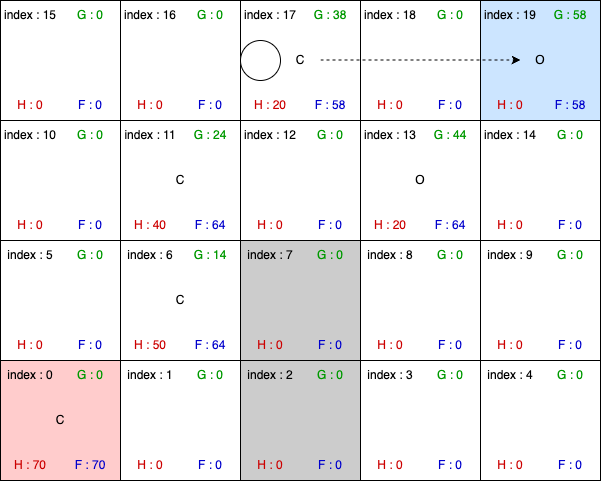 index : 15 G : 0 index : 16 G : 0 index : 17 G : 38 index : 18 G : 0 index : 19 G : 58
C O
H : 0 F : 0 H : 0 F : 0 H : 20 F : 58 H : 0 F : 0 H : 0 F : 58
index : 10 G : 0 index : 11 G : 24 index : 12 G : 0 index : 13 G : 44 index : 14 G : 0
C O
H : 0 F : 0 H : 40 F : 64 H : 0 F : 0 H : 20 F : 64 H : 0 F : 0
index : 5 G : 0 index : 6 G : 14 index : 7 G : 0 index : 8 G : 0 index : 9 G : 0
C
H : 0 F : 0 H : 50 F : 64 H : 0 F : 0 H : 0 F : 0 H : 0 F : 0
index : 0 G : 0 index : 1 G : 0 index : 2 G : 0 index : 3 G : 0 index : 4 G : 0
C
H : 70 F : 70 H : 0 F : 0 H : 0 F : 0 H : 0 F : 0 H : 0 F : 0